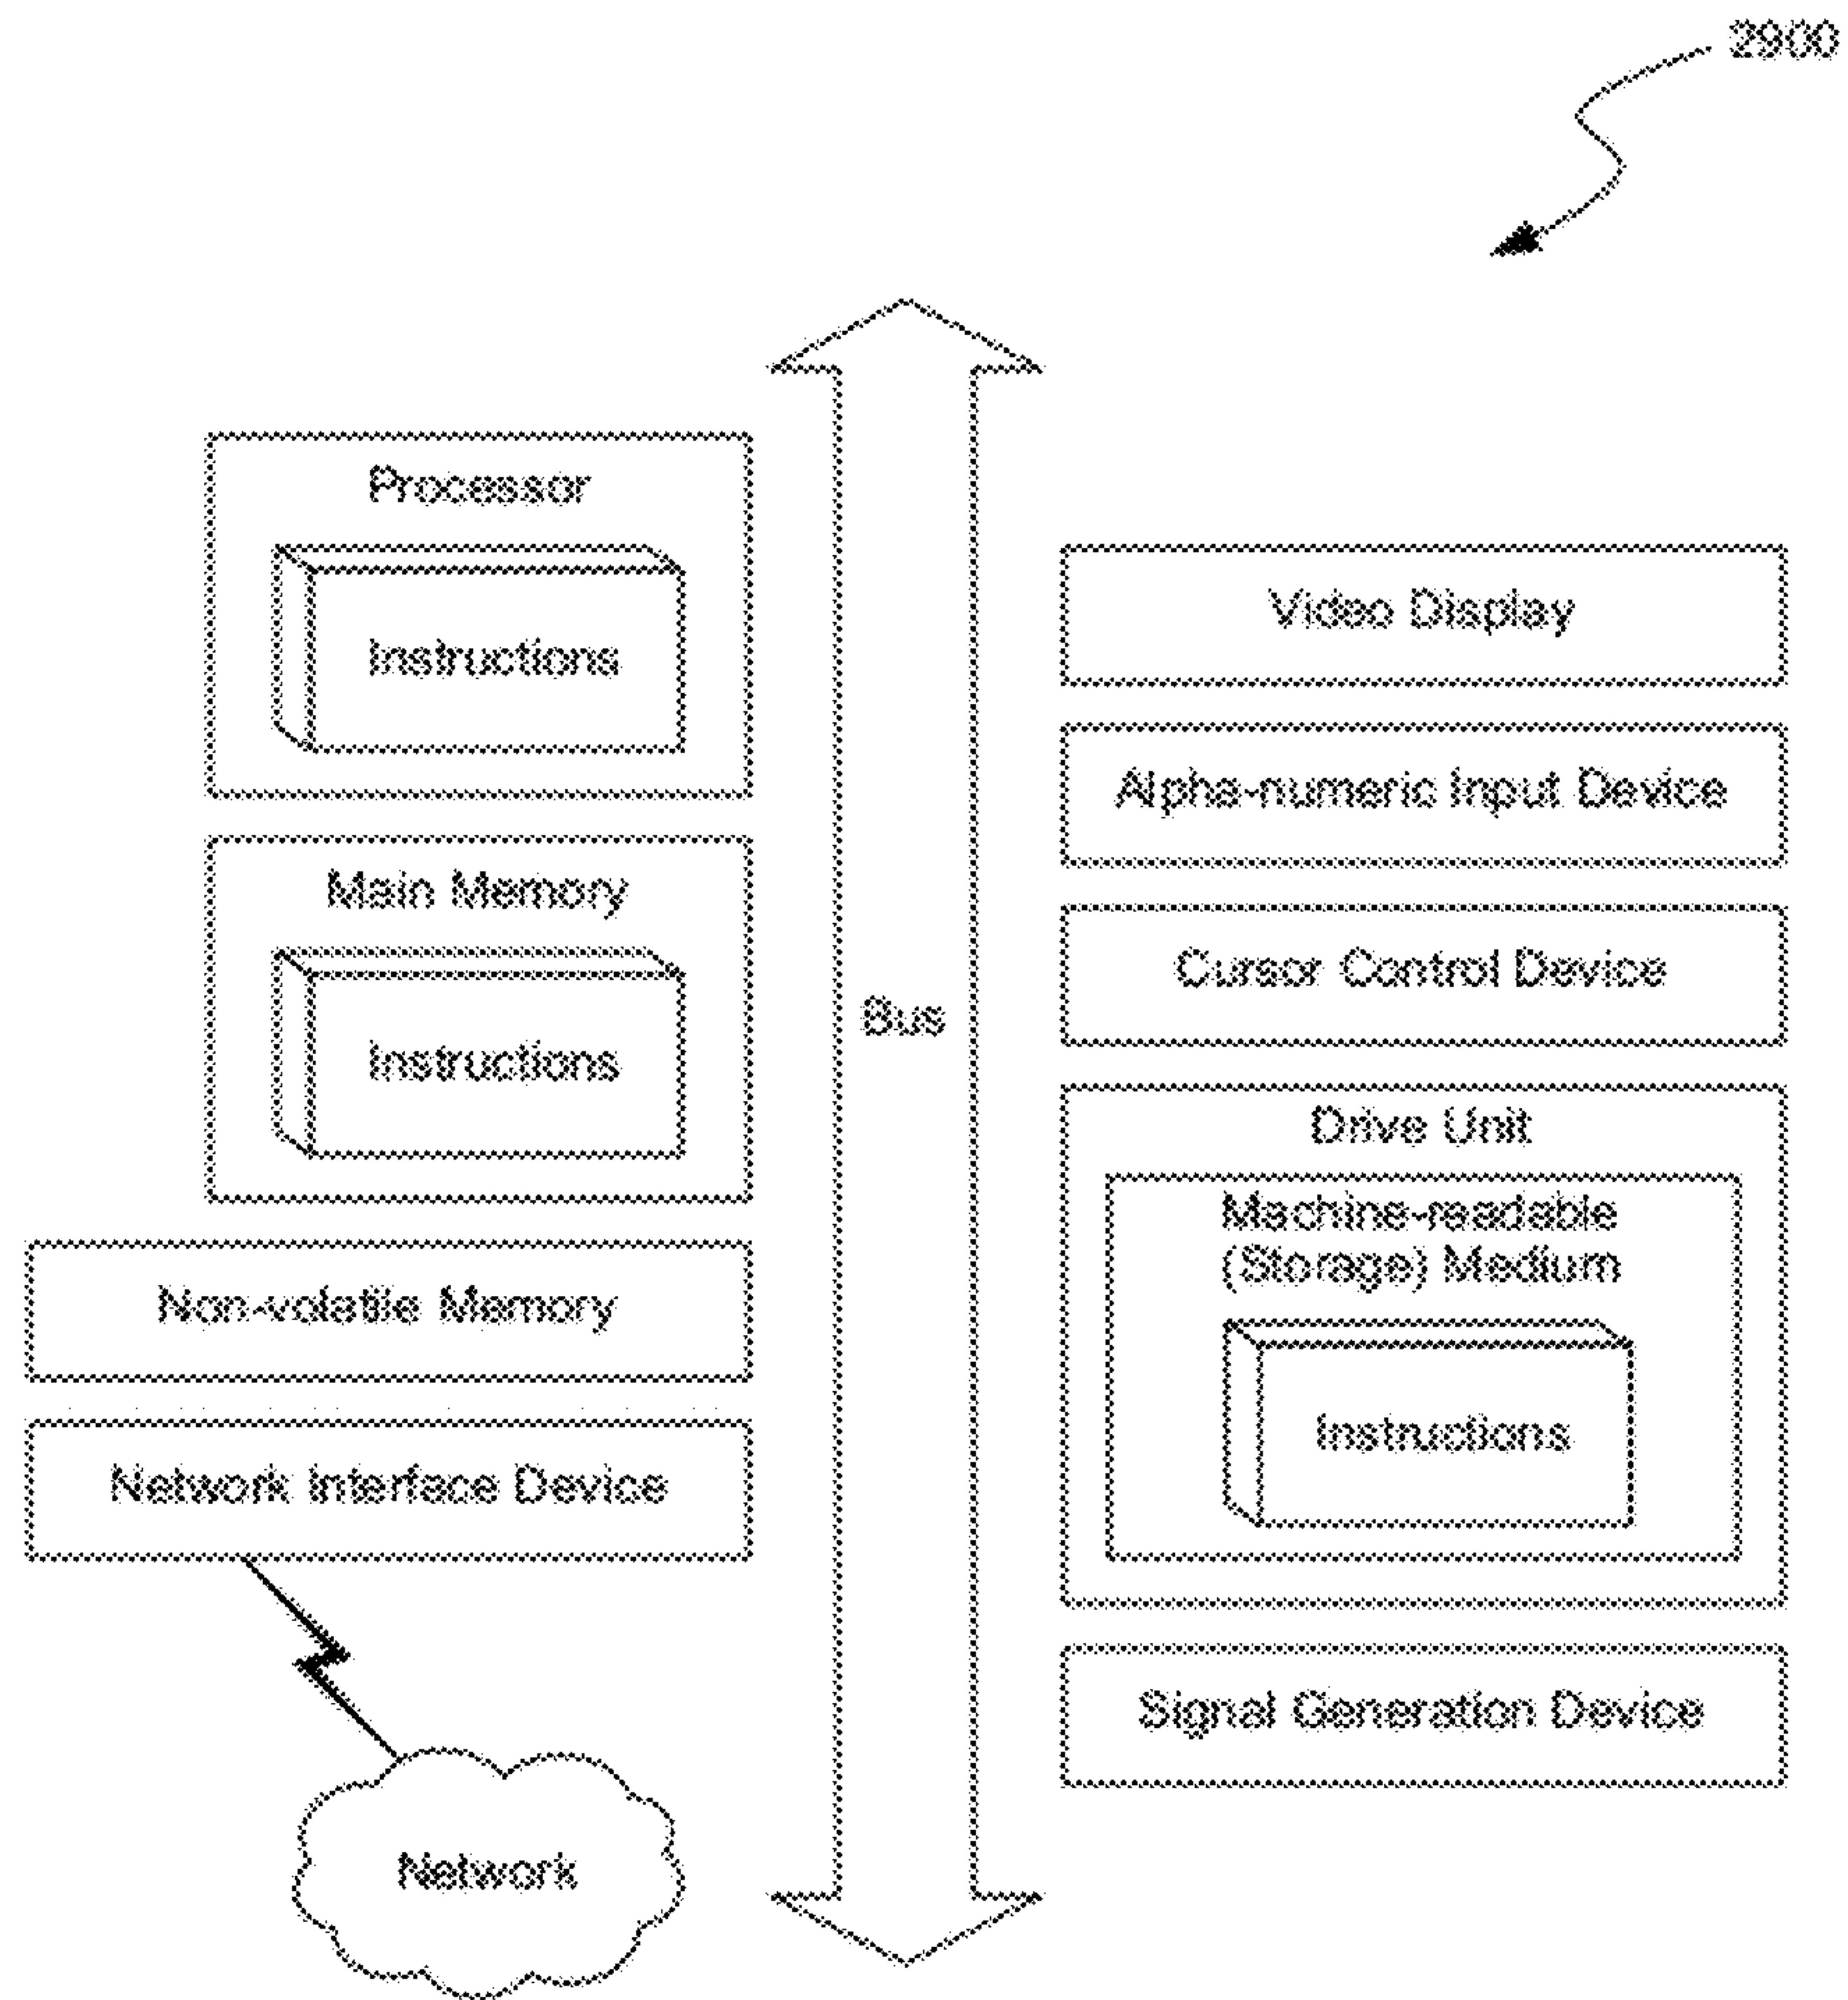 2900
Processor
Instructions
Main Memory
Instructions
Non-volatile Memory
Network Interface Device
Network
Bus
Video Display
Alpha-numeric Input Device
Cursor Control Device
Drive Unit
Machine-readable
(Storage) Medium
Instructions
Signal Generation Device